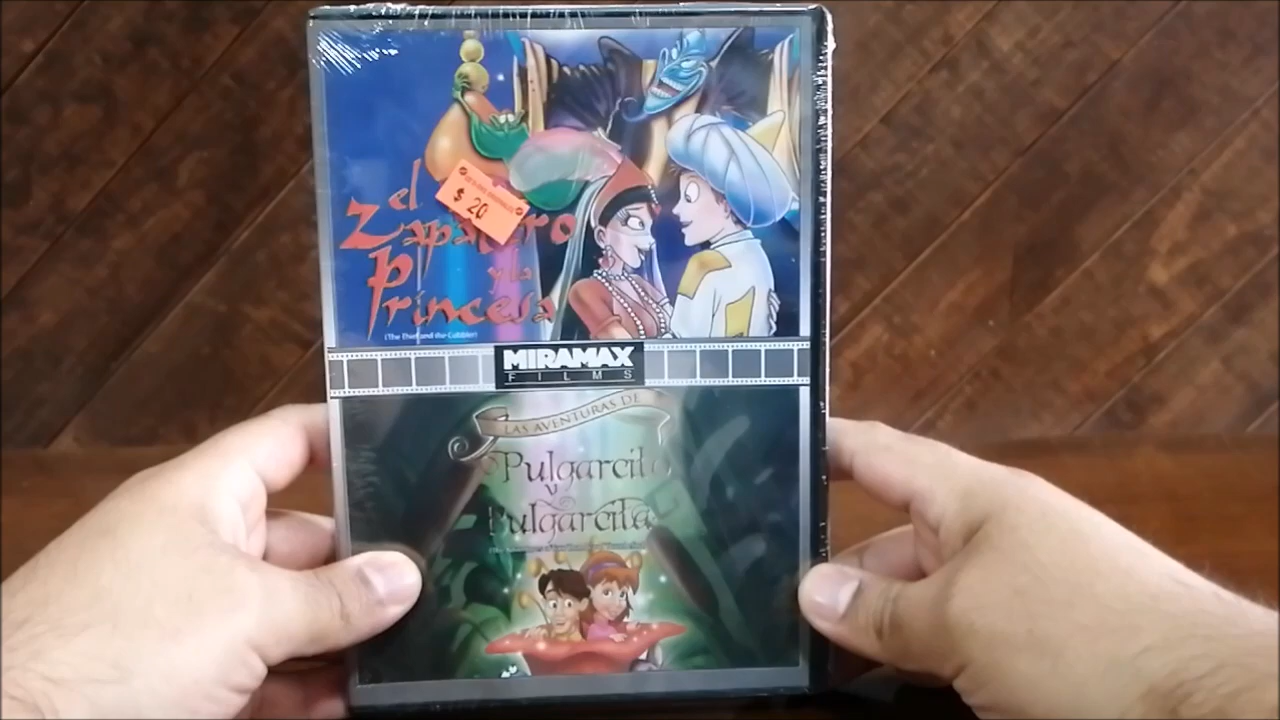 el
Zapatero
y la
Princesa
$ 20
(The Thief and the Cobbler)
MIRAMAX
FILMS
LAS AVENTURAS DE
Pulgarcito
y
Pulgarcita